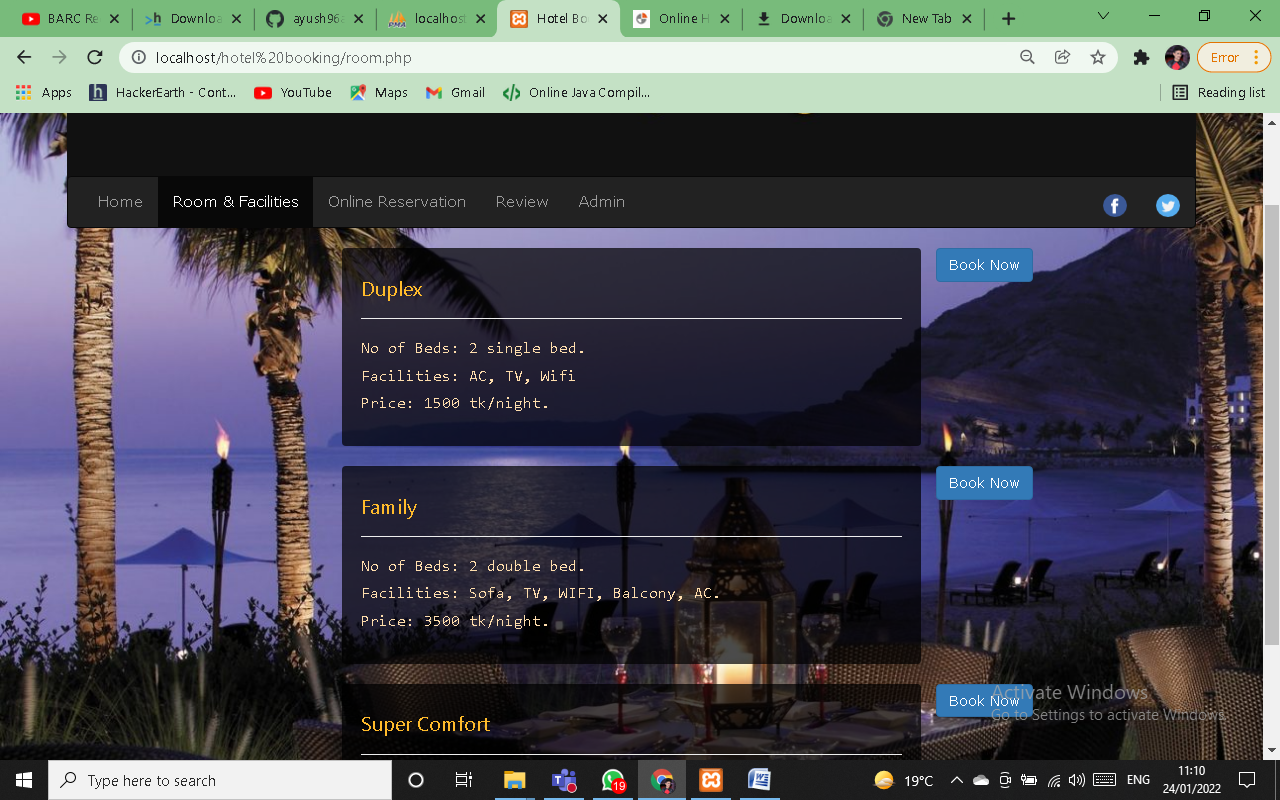 BARC Re
Downloa
ayush96a
localhost
Hotel Bo
Online H
Downloa
New Tab
localhost/hotel%20booking/room.php
Error
Apps
HackerEarth - Cont...
YouTube
Maps
Gmail
Online Java Compil...
Reading list
Home
Room & Facilities
Online Reservation
Review
Admin
Duplex
Book Now
No of Beds: 2 single bed.
Facilities: AC, TV, Wifi
Price: 1500 tk/night.
Family
Book Now
No of Beds: 2 double bed.
Facilities: Sofa, TV, WIFI, Balcony, AC.
Price: 3500 tk/night.
Super Comfort
Book Now
Activate Windows
Go to Settings to activate Windows.
Type here to search
19
19°C
ENG
11:10
24/01/2022